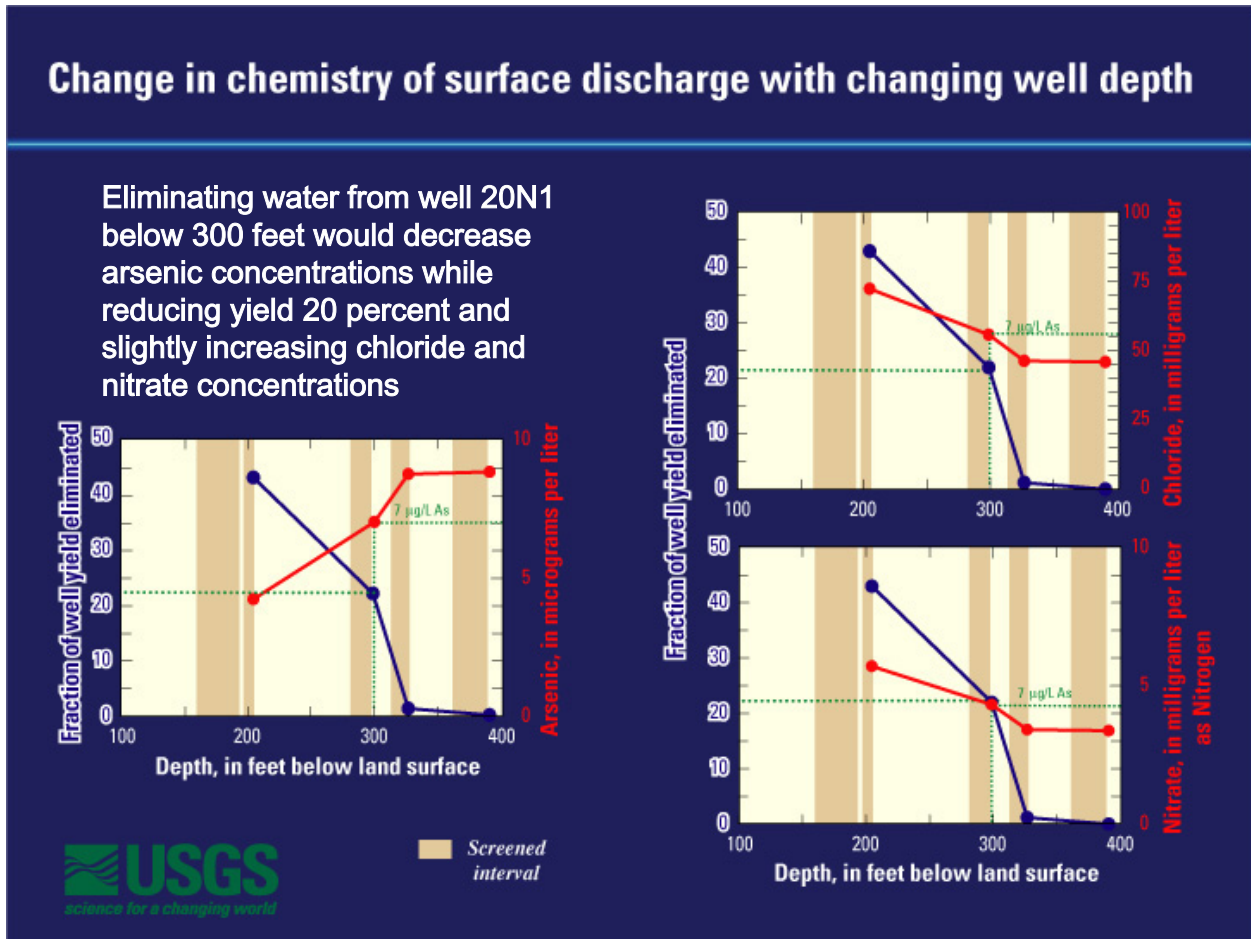 Change in chemistry of surface discharge with changing well depth
Eliminating water from well 20N1
below 300 feet would decrease
arsenic concentrations while
reducing yield 20 percent and
slightly increasing chloride and
nitrate concentrations
Fraction of well yield eliminated
50
40
30
20
10
0
100
200
300
400
7 µg/L As
10
5
0
Arsenic, in micrograms per liter
Depth, in feet below land surface
Fraction of well yield eliminated
50
40
30
20
10
0
100
200
300
400
7 µg/L As
100
75
50
25
0
Chloride, in milligrams per liter
50
40
30
20
10
0
100
200
300
400
7 µg/L As
10
5
0
Nitrate, in milligrams per liter
as Nitrogen
Depth, in feet below land surface
Screened
interval
USGS
science for a changing world